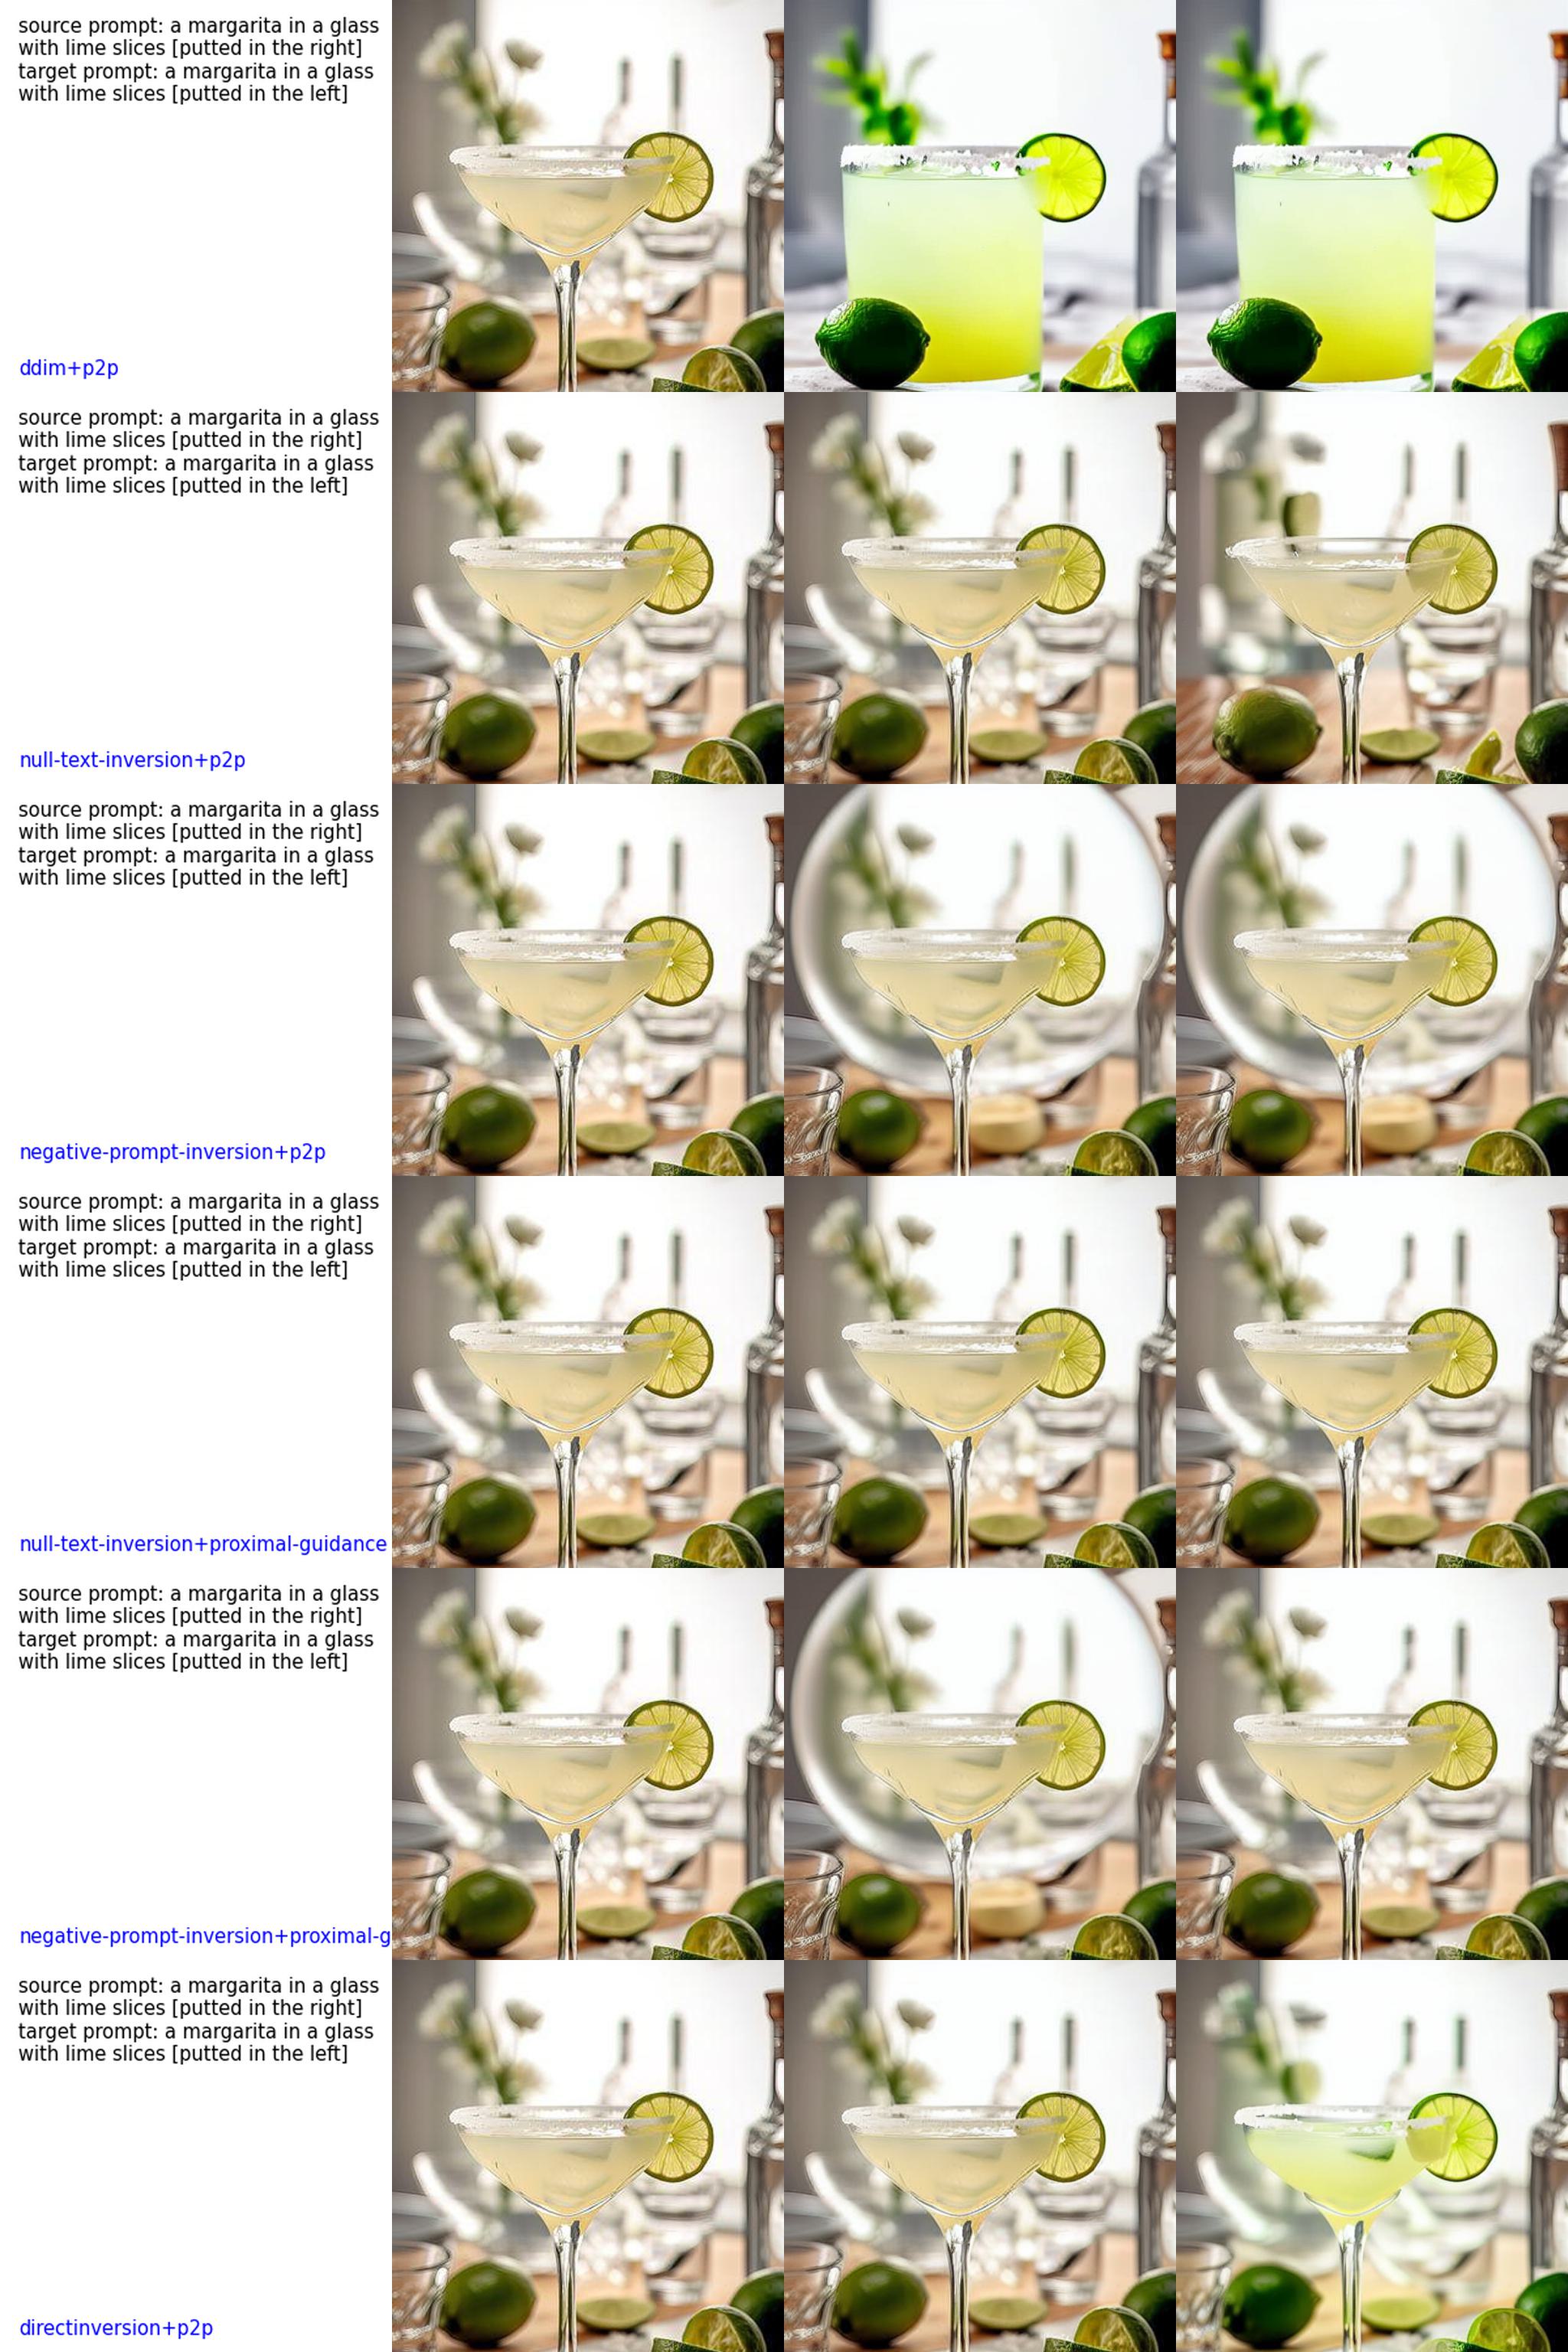 source prompt: a margarita in a glass
with lime slices [putted in the right]
target prompt: a margarita in a glass
with lime slices [putted in the left]
ddim+p2p
source prompt: a margarita in a glass
with lime slices [putted in the right]
target prompt: a margarita in a glass
with lime slices [putted in the left]
null-text-inversion+p2p
source prompt: a margarita in a glass
with lime slices [putted in the right]
target prompt: a margarita in a glass
with lime slices [putted in the left]
negative-prompt-inversion+p2p
source prompt: a margarita in a glass
with lime slices [putted in the right]
target prompt: a margarita in a glass
with lime slices [putted in the left]
null-text-inversion+proximal-guidance
source prompt: a margarita in a glass
with lime slices [putted in the right]
target prompt: a margarita in a glass
with lime slices [putted in the left]
negative-prompt-inversion+proximal-g
source prompt: a margarita in a glass
with lime slices [putted in the right]
target prompt: a margarita in a glass
with lime slices [putted in the left]
directinversion+p2p